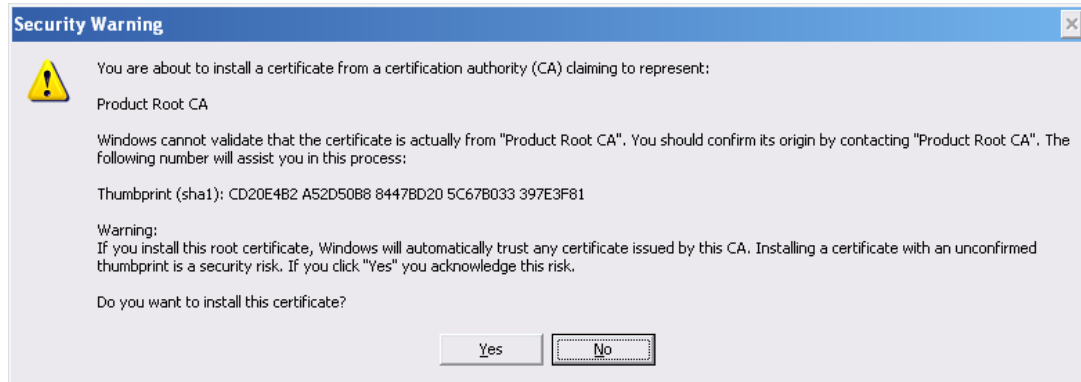 Security Warning
You are about to install a certificate from a certification authority (CA) claiming to represent:
Product Root CA
Windows cannot validate that the certificate is actually from "Product Root CA". You should confirm its origin by contacting "Product Root CA". The
following number will assist you in this process:
Thumbprint (sha1): CD20E4B2 A52D50B8 8447BD20 5C67B033 397E3F81
Warning:
If you install this root certificate, Windows will automatically trust any certificate issued by this CA. Installing a certificate with an unconfirmed
thumbprint is a security risk. If you click "Yes" you acknowledge this risk.
Do you want to install this certificate?
Yes No